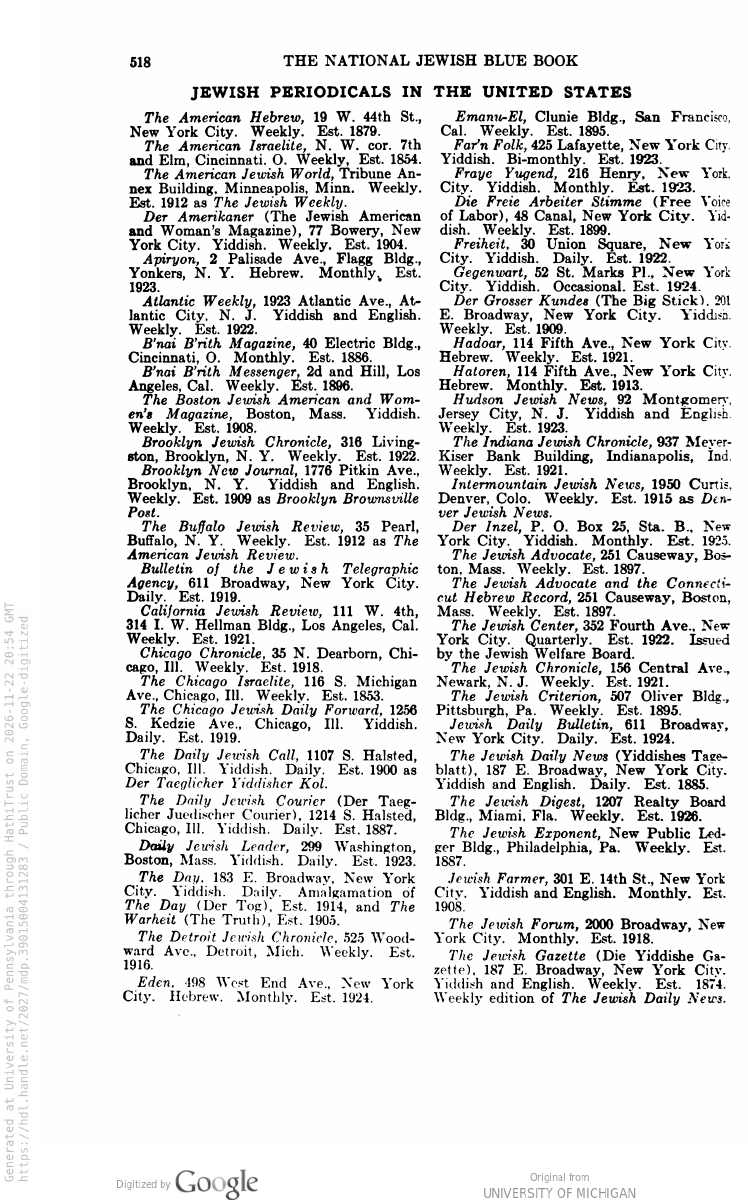 518
THE NATIONAL JEWISH BLUE BOOK
JEWISH PERIODICALS IN THE UNITED STATES
The American Hebrew, 19 W. 44th St.,
New York City. Weekly. Est. 1879.
The American Israelite, N. W. cor. 7th
and Elm, Cincinnati. O. Weekly, Est. 1854.
The American Jewish World, Tribune An-
nex Building, Minneapolis, Minn. Weekly.
Est. 1912 as The Jewish Weekly.
Der Amerikaner (The Jewish American
and Woman's Magazine), 77 Bowery, New
York City. Yiddish. Weekly. Est. 1904.
Apiryon, 2 Palisade Ave., Flagg Bldg.,
Yonkers, N. Y. Hebrew. Monthly. Est.
1923.
Atlantic Weekly, 1923 Atlantic Ave., At-
lantic City, N. J. Yiddish and English.
Weekly. Est. 1922.
B'nai B'rith Magazine, 40 Electric Bldg.,
Cincinnati, O. Monthly. Est. 1886.
B'nai B'rith Messenger, 2d and Hill, Los
Angeles, Cal. Weekly. Est. 1896.
The Boston Jewish American and Wom-
en's Magazine, Boston, Mass. Yiddish.
Weekly. Est. 1908.
Brooklyn Jewish Chronicle, 316 Living-
ston, Brooklyn, N. Y. Weekly. Est. 1922.
Brooklyn New Journal, 1776 Pitkin Ave.,
Brooklyn, N. Y. Yiddish and English.
Weekly. Est. 1909 as Brooklyn Brownsville
Post.
The Buffalo Jewish Review, 35 Pearl,
Buffalo, N. Y. Weekly. Est. 1912 as The
American Jewish Review.
Bulletin of the Jewish Telegraphic
Agency, 611 Broadway, New York City.
Daily. Est. 1919.
California Jewish Review, 111 W. 4th,
314 I. W. Hellman Bldg., Los Angeles, Cal.
Weekly. Est. 1921.
Chicago Chronicle, 35 N. Dearborn, Chi-
cago, Ill. Weekly. Est. 1918.
The Chicago Israelite, 116 S. Michigan
Ave., Chicago, Ill. Weekly. Est. 1853.
The Chicago Jewish Daily Forward, 1256
S. Kedzie Ave., Chicago, Ill. Yiddish.
Daily. Est. 1919.
The Daily Jewish Call, 1107 S. Halsted,
Chicago, Ill. Yiddish. Daily. Est. 1900 as
Der Taeglicher Yiddisher Kol.
The Daily Jewish Courier (Der Taeg-
licher Juedischer Courier), 1214 S. Halsted,
Chicago, Ill. Yiddish. Daily. Est. 1887.
Daily Jewish Leader, 299 Washington,
Boston, Mass. Yiddish. Daily. Est. 1923.
The Day, 183 E. Broadway, New York
City. Yiddish. Daily. Amalgamation of
The Day (Der Tog), Est. 1914, and The
Warheit (The Truth), Est. 1905.
The Detroit Jewish Chronicle, 525 Wood-
ward Ave., Detroit, Mich. Weekly. Est.
1916.
Eden, 498 West End Ave., New York
City. Hebrew. Monthly. Est. 1924.
Emanu-El, Clunie Bldg., San Francisco,
Cal. Weekly. Est. 1895.
Far'n Folk, 425 Lafayette, New York City.
Yiddish. Bi-monthly. Est. 1923.
Fraye Yugend, 216 Henry, New York.
City. Yiddish. Monthly. Est. 1923.
Die Freie Arbeiter Stimme (Free Voice
of Labor), 48 Canal, New York City. Yid-
dish. Weekly. Est. 1899.
Freiheit, 30 Union Square, New York
City. Yiddish. Daily. Est. 1922.
Gegenwart, 52 St. Marks Pl., New York
City. Yiddish. Occasional. Est. 1924.
Der Grosser Kundes (The Big Stick), 201
E. Broadway, New York City. Yiddish.
Weekly. Est. 1909.
Hadoar, 114 Fifth Ave., New York City.
Hebrew. Weekly. Est. 1921.
Hatoren, 114 Fifth Ave., New York City.
Hebrew. Monthly. Est. 1913.
Hudson Jewish News, 92 Montgomery,
Jersey City, N. J. Yiddish and English.
Weekly. Est. 1923.
The Indiana Jewish Chronicle, 937 Meyer-
Kiser Bank Building, Indianapolis, Ind.
Weekly. Est. 1921.
Intermountain Jewish News, 1950 Curtis,
Denver, Colo. Weekly. Est. 1915 as Den-
ver Jewish News.
Der Inzel, P. O. Box 25, Sta. B., New
York City. Yiddish. Monthly. Est. 1925.
The Jewish Advocate, 251 Causeway, Bos-
ton, Mass. Weekly. Est. 1897.
The Jewish Advocate and the Connecti-
cut Hebrew Record, 251 Causeway, Boston,
Mass. Weekly. Est. 1897.
The Jewish Center, 352 Fourth Ave., New
York City. Quarterly. Est. 1922. Issued
by the Jewish Welfare Board.
The Jewish Chronicle, 156 Central Ave.,
Newark, N. J. Weekly. Est. 1921.
The Jewish Criterion, 507 Oliver Bldg.,
Pittsburgh, Pa. Weekly. Est. 1895.
Jewish Daily Bulletin, 611 Broadway,
New York City. Daily. Est. 1924.
The Jewish Daily News (Yiddishes Tage-
blatt), 187 E. Broadway, New York City.
Yiddish and English. Daily. Est. 1885.
The Jewish Digest, 1207 Realty Board
Bldg., Miami, Fla. Weekly. Est. 1926.
The Jewish Exponent, New Public Led-
ger Bldg., Philadelphia, Pa. Weekly. Est.
1887.
Jewish Farmer, 301 E. 14th St., New York
City. Yiddish and English. Monthly. Est.
1908.
The Jewish Forum, 2000 Broadway, New
York City. Monthly. Est. 1918.
The Jewish Gazette (Die Yiddishe Ga-
zette), 187 E. Broadway, New York City.
Yiddish and English. Weekly. Est. 1874.
Weekly edition of The Jewish Daily News.
Generated at University of Pennsylvania through HathiTrust on 2026-11-22 20:54 GMT
https://hdl.handle.net/2027/mdp.39015004131283 / Public Domain, Google-digitized
Digitized by Google
Original from
UNIVERSITY OF MICHIGAN